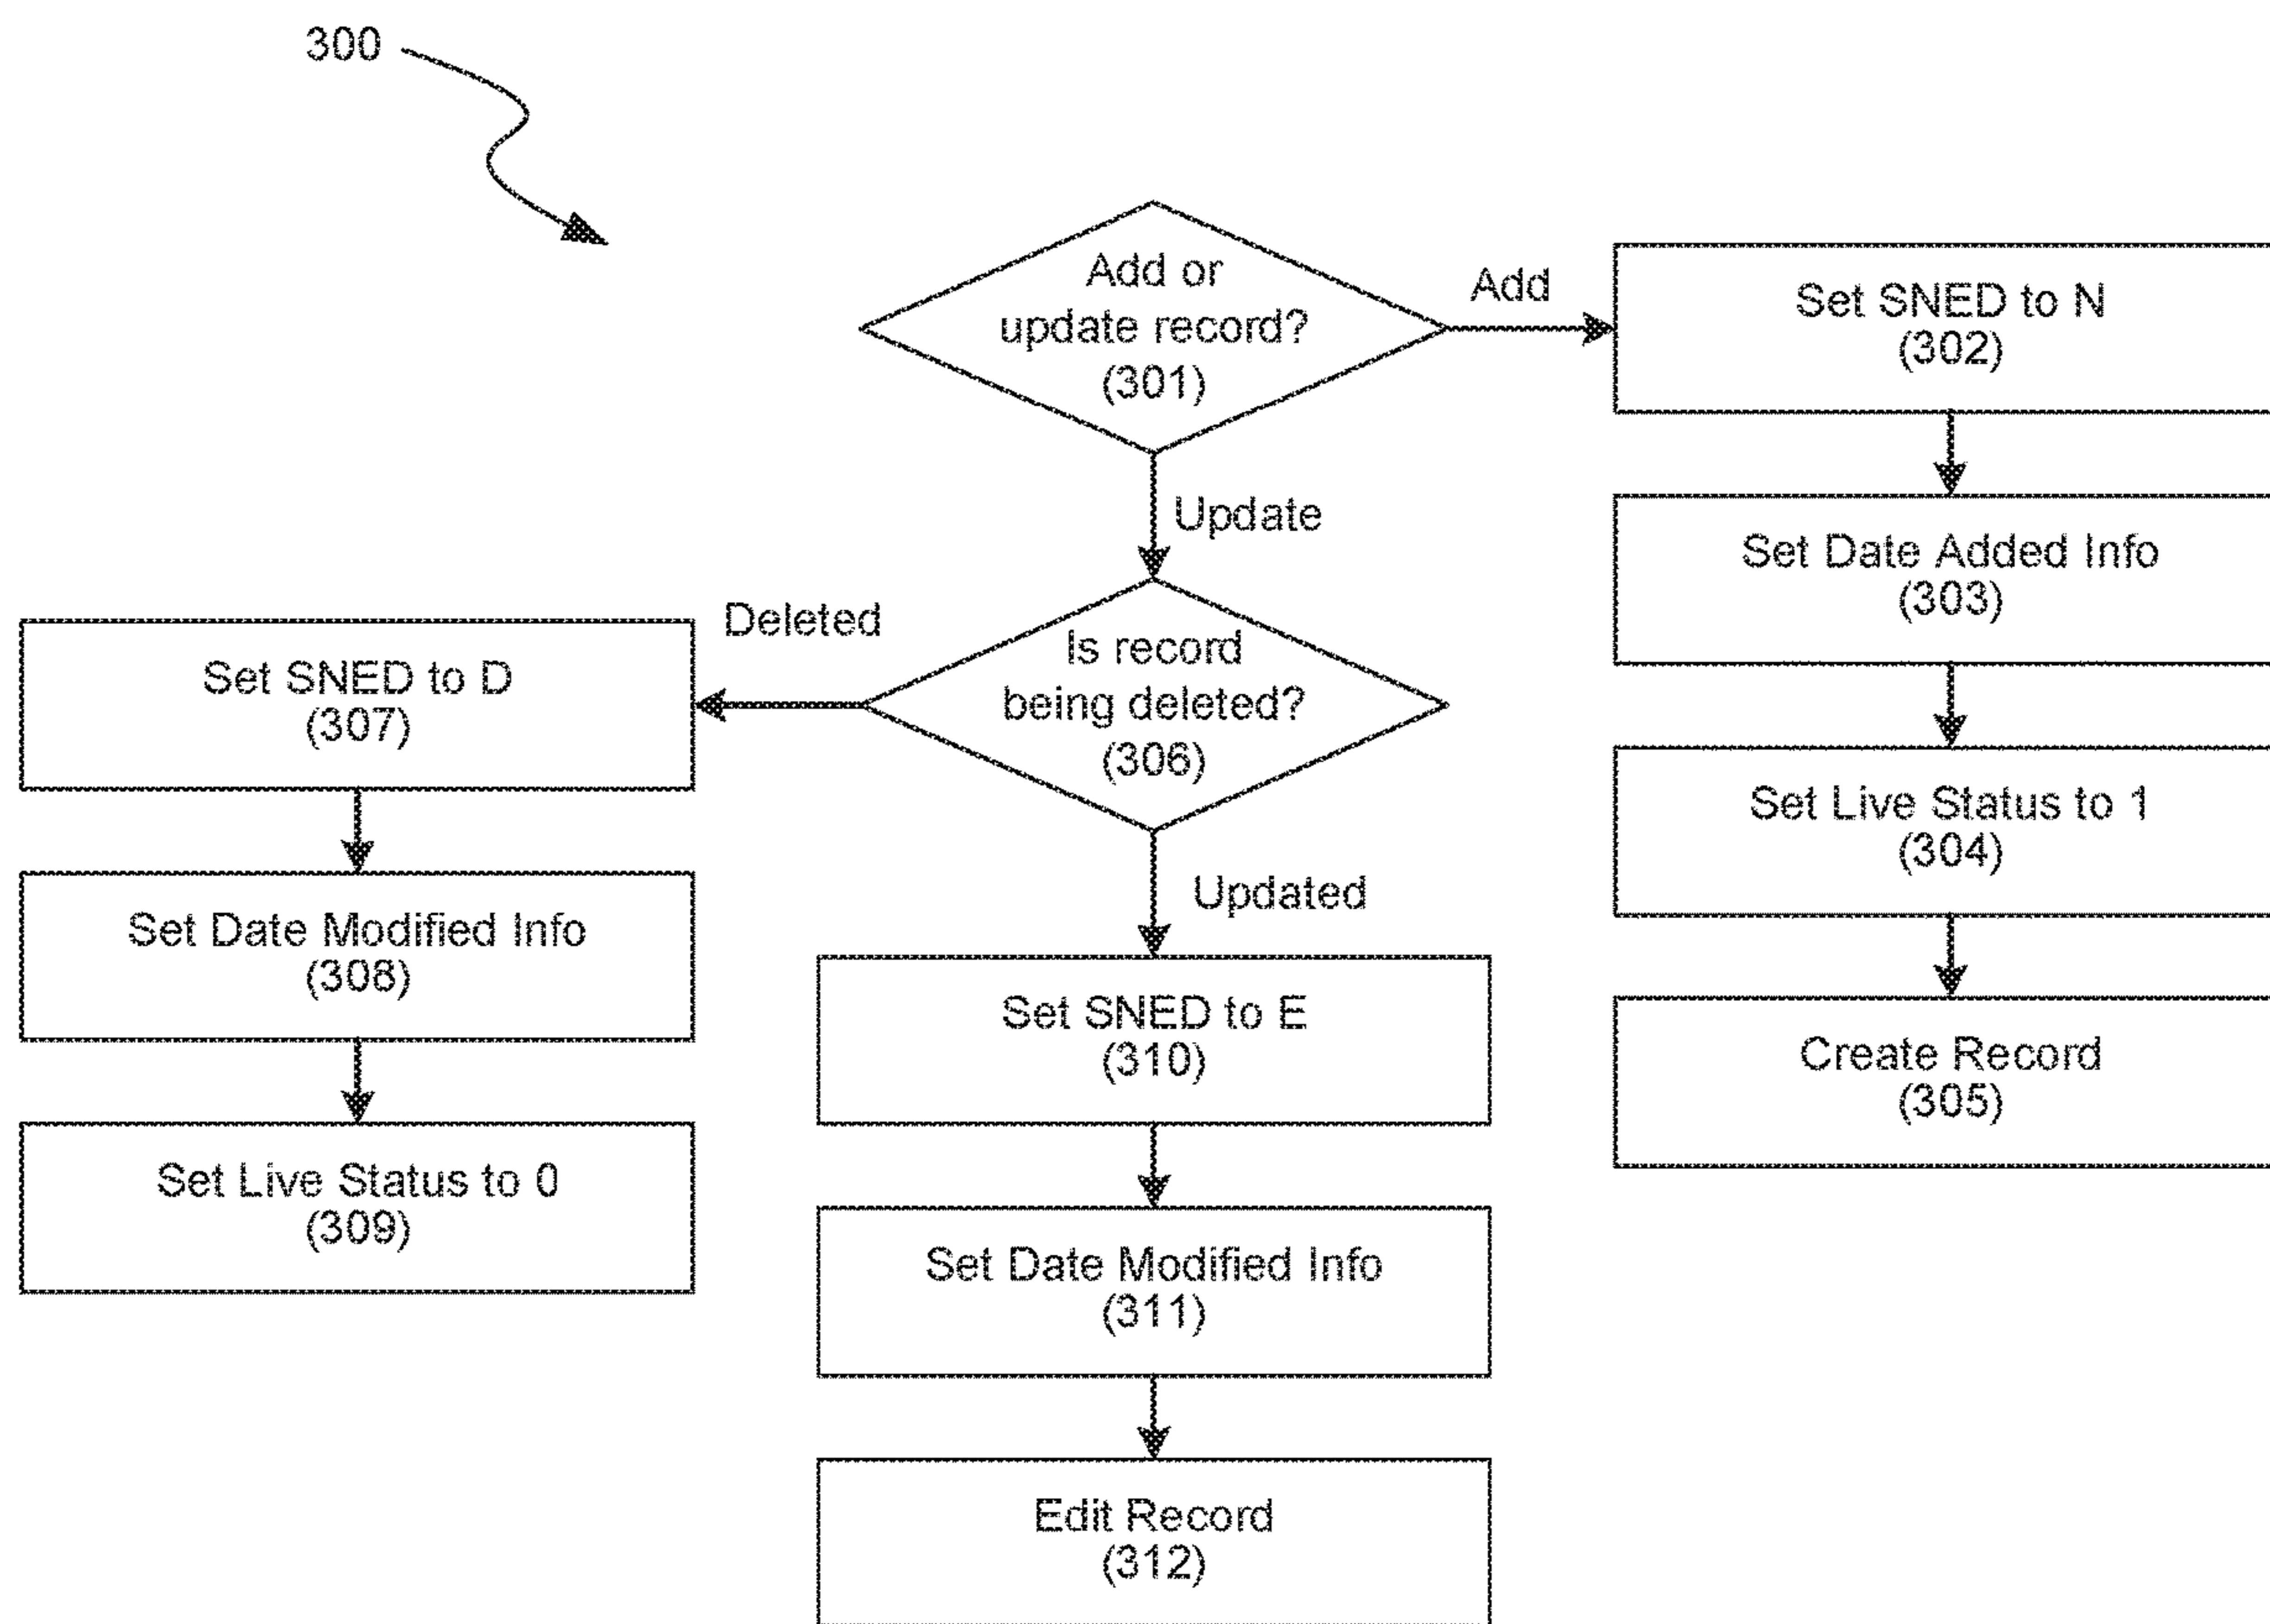 300
Add or
update record?
(301)
Add
Set SNED to N
(302)
Update
Set Date Added Info
(303)
Deleted
Is record
being deleted?
(306)
Set SNED to D
(307)
Set Live Status to 1
(304)
Updated
Set Date Modified Info
(308)
Set SNED to E
(310)
Create Record
(305)
Set Live Status to 0
(309)
Set Date Modified Info
(311)
Edit Record
(312)